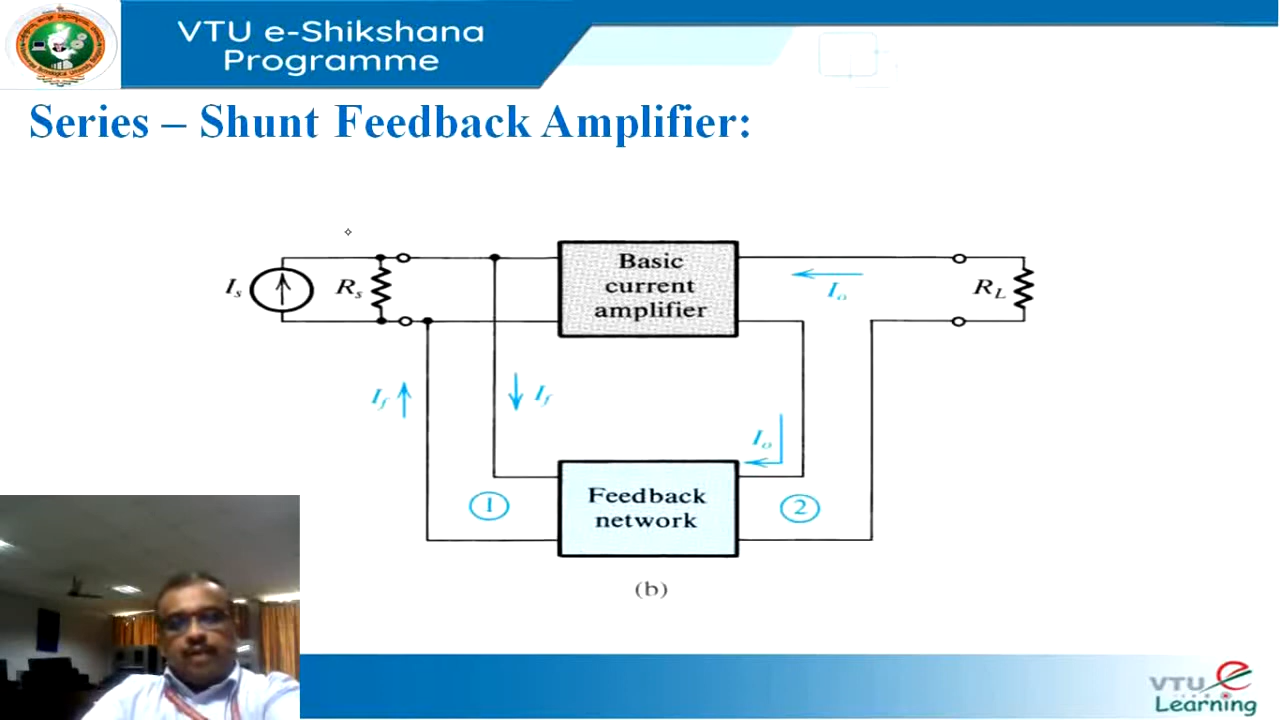 VTU e-Shikshana
Programme
Series – Shunt Feedback Amplifier:
Basic
current
amplifier
Is
Rs
Io
RL
If
If
Io
1
Feedback
network
2
(b)
VTU e
Learning